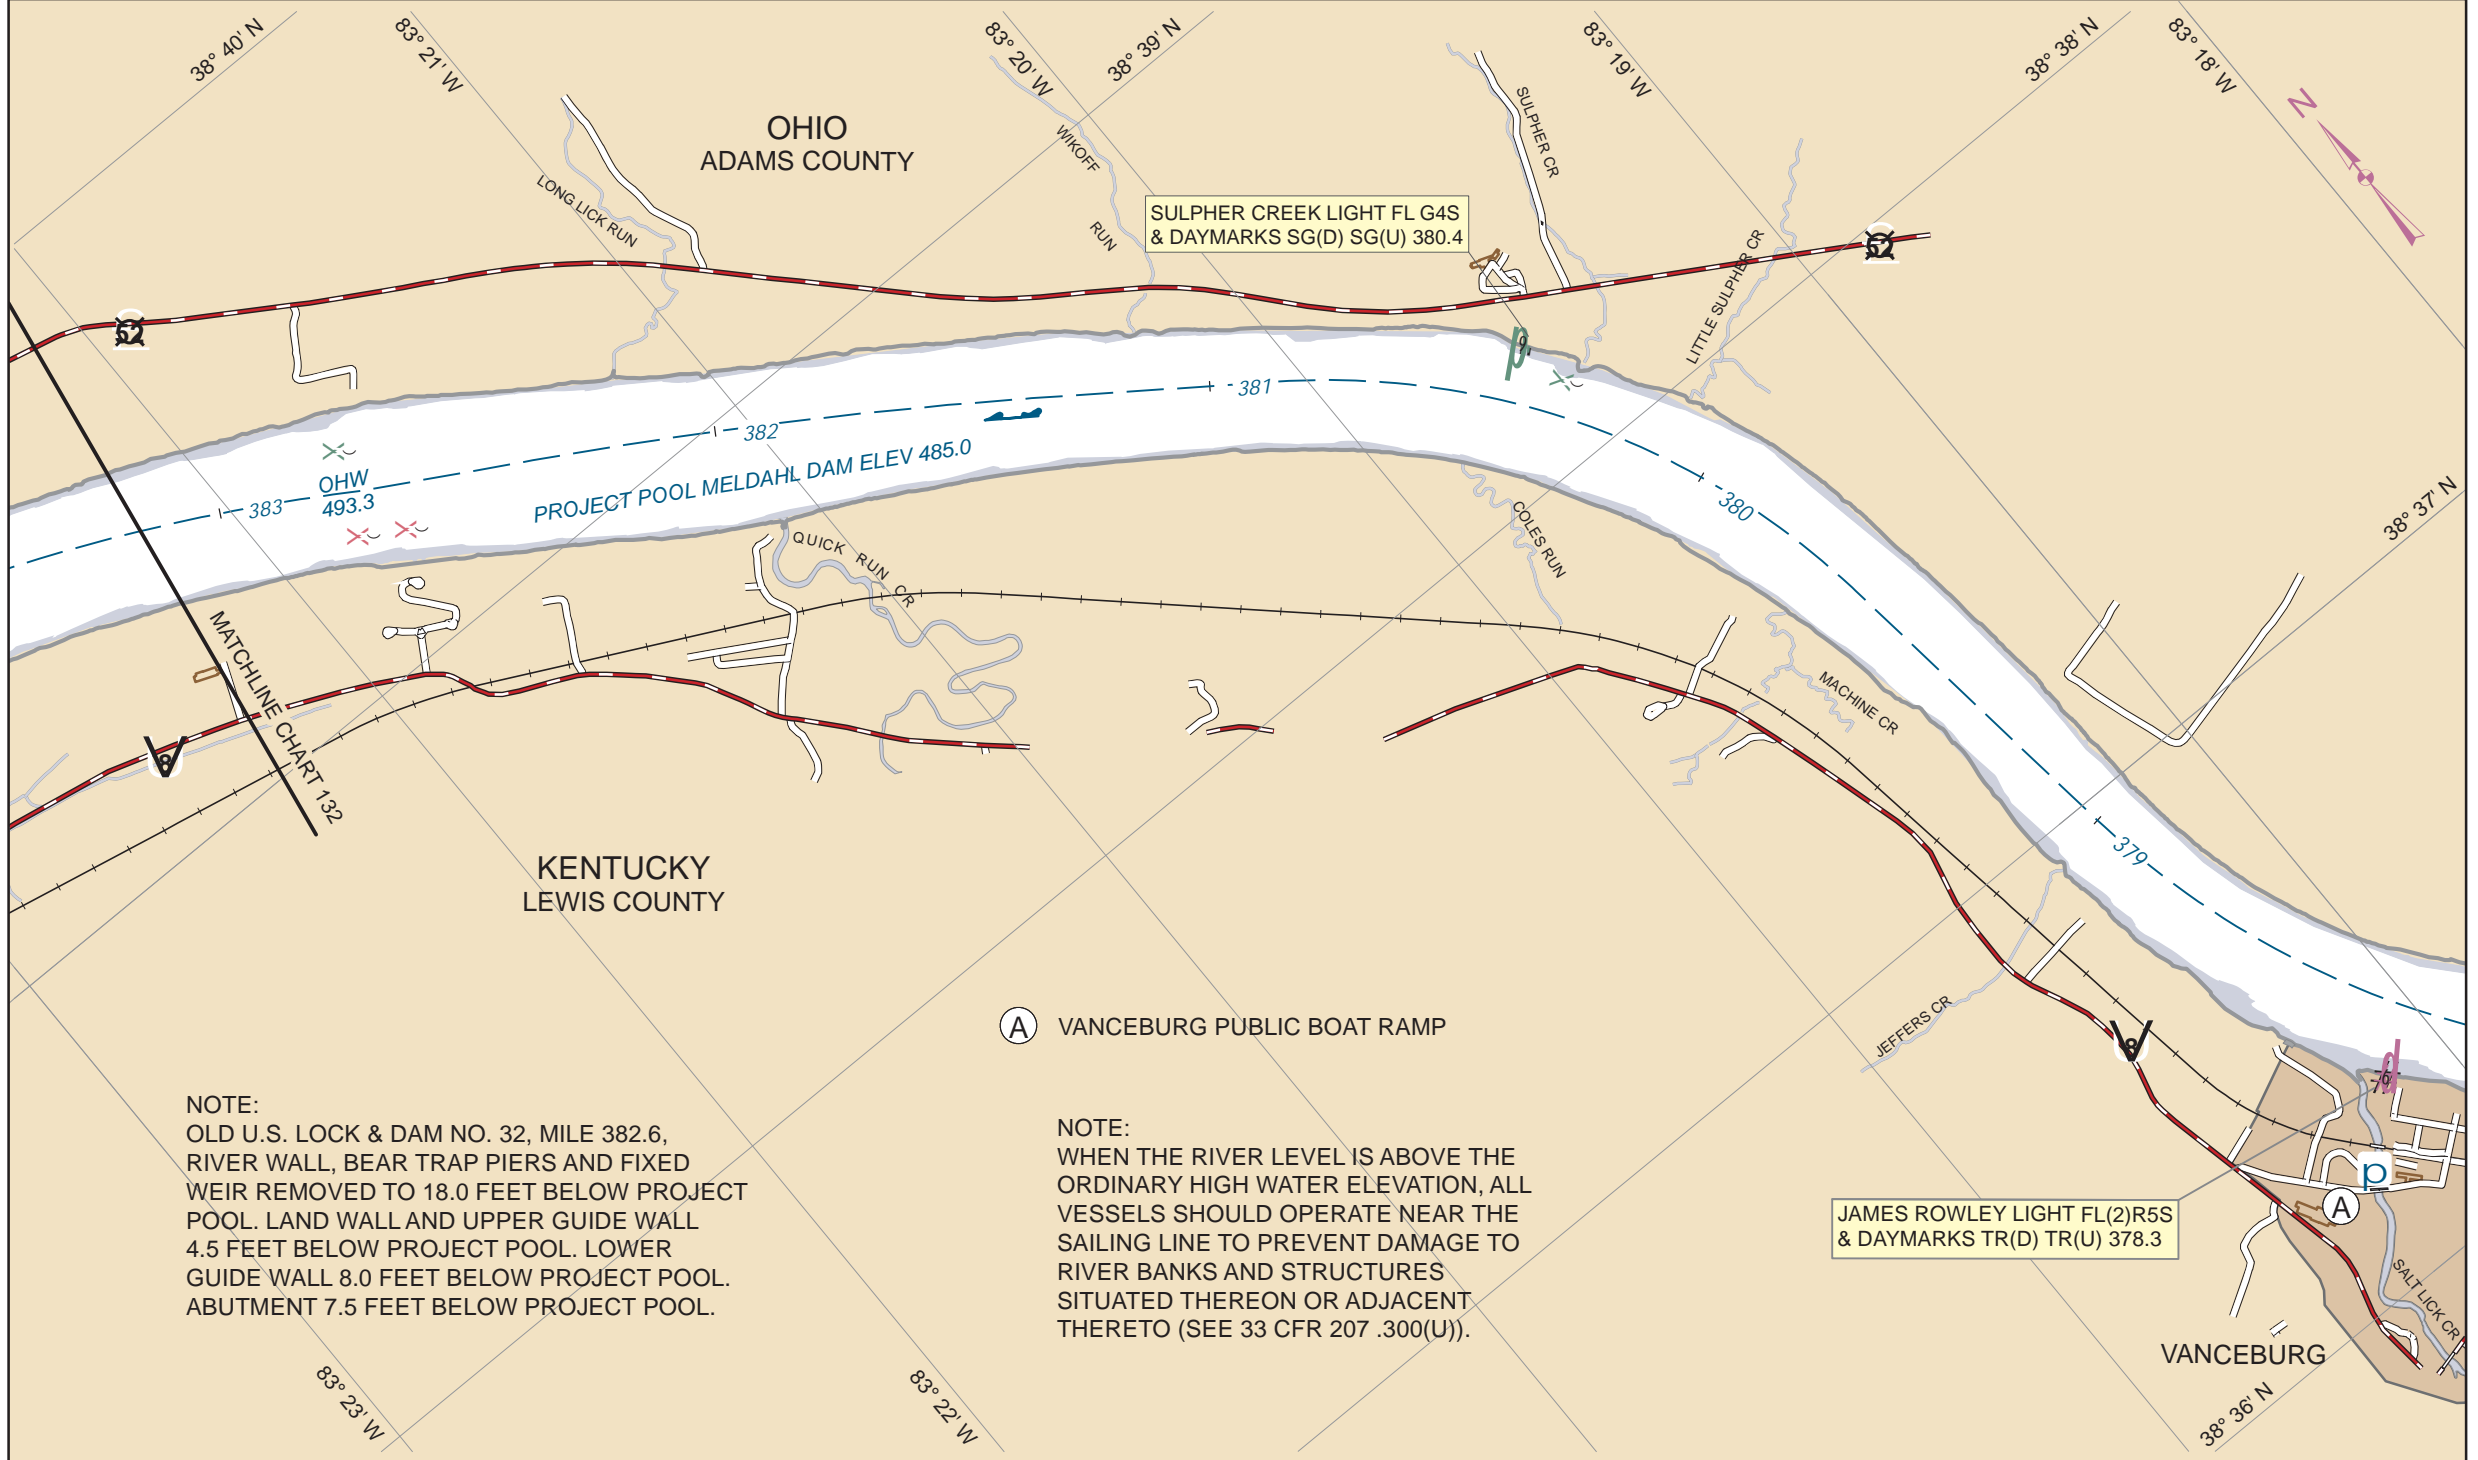 38° 40' N
83° 21' W
83° 20' W
38° 39' N
83° 19' W
38° 38' N
83° 18' W
N
OHIO
ADAMS COUNTY
LONG LICK RUN
WIKOFF
RUN
SULPHER CR
SULPHER CREEK LIGHT FL G4S
& DAYMARKS SG(D) SG(U) 380.4
LITTLE SULPHER CR
52
52
383
OHW
493.3
382
381
380
379
PROJECT POOL MELDAHL DAM ELEV 485.0
38° 37' N
QUICK RUN CR
COLES RUN
MACHINE CR
MATCHLINE CHART 132
8
KENTUCKY
LEWIS COUNTY
A VANCEBURG PUBLIC BOAT RAMP
JEFFERS CR
8
NOTE:
OLD U.S. LOCK & DAM NO. 32, MILE 382.6,
RIVER WALL, BEAR TRAP PIERS AND FIXED
WEIR REMOVED TO 18.0 FEET BELOW PROJECT
POOL. LAND WALL AND UPPER GUIDE WALL
4.5 FEET BELOW PROJECT POOL. LOWER
GUIDE WALL 8.0 FEET BELOW PROJECT POOL.
ABUTMENT 7.5 FEET BELOW PROJECT POOL.
NOTE:
WHEN THE RIVER LEVEL IS ABOVE THE
ORDINARY HIGH WATER ELEVATION, ALL
VESSELS SHOULD OPERATE NEAR THE
SAILING LINE TO PREVENT DAMAGE TO
RIVER BANKS AND STRUCTURES
SITUATED THEREON OR ADJACENT
THERETO (SEE 33 CFR 207 .300(U)).
p
A
JAMES ROWLEY LIGHT FL(2)R5S
& DAYMARKS TR(D) TR(U) 378.3
SALT LICK CR
VANCEBURG
83° 23' W
83° 22' W
38° 36' N